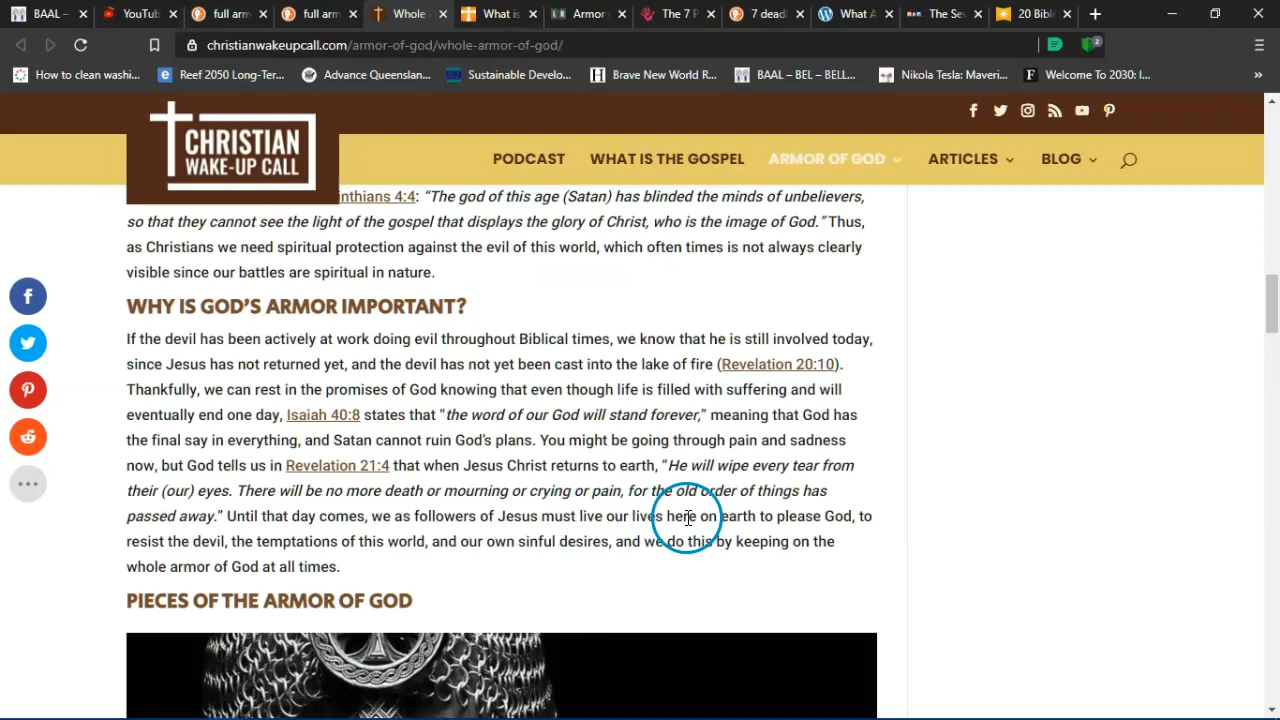 BAAL –
YouTub
full arm
full arm
Whole
What is
Armor
The 7 P
7 dead
What A
The Se
20 Bibl
christianwakeupcall.com/armor-of-god/whole-armor-of-god/
2
How to clean washi...
Reef 2050 Long-Ter...
Advance Queenslan...
Sustainable Develo...
Brave New World R...
BAAL – BEL – BELL...
Nikola Tesla: Maveri...
Welcome To 2030: I...
CHRISTIAN
WAKE-UP CALL
PODCAST
WHAT IS THE GOSPEL
ARMOR OF GOD
ARTICLES
BLOG
inthians 4:4: “The god of this age (Satan) has blinded the minds of unbelievers,
so that they cannot see the light of the gospel that displays the glory of Christ, who is the image of God.” Thus,
as Christians we need spiritual protection against the evil of this world, which often times is not always clearly
visible since our battles are spiritual in nature.
WHY IS GOD’S ARMOR IMPORTANT?
If the devil has been actively at work doing evil throughout Biblical times, we know that he is still involved today,
since Jesus has not returned yet, and the devil has not yet been cast into the lake of fire (Revelation 20:10).
Thankfully, we can rest in the promises of God knowing that even though life is filled with suffering and will
eventually end one day, Isaiah 40:8 states that “the word of our God will stand forever,” meaning that God has
the final say in everything, and Satan cannot ruin God’s plans. You might be going through pain and sadness
now, but God tells us in Revelation 21:4 that when Jesus Christ returns to earth, “He will wipe every tear from
their (our) eyes. There will be no more death or mourning or crying or pain, for the old order of things has
passed away.” Until that day comes, we as followers of Jesus must live our lives here on earth to please God, to
resist the devil, the temptations of this world, and our own sinful desires, and we do this by keeping on the
whole armor of God at all times.
PIECES OF THE ARMOR OF GOD